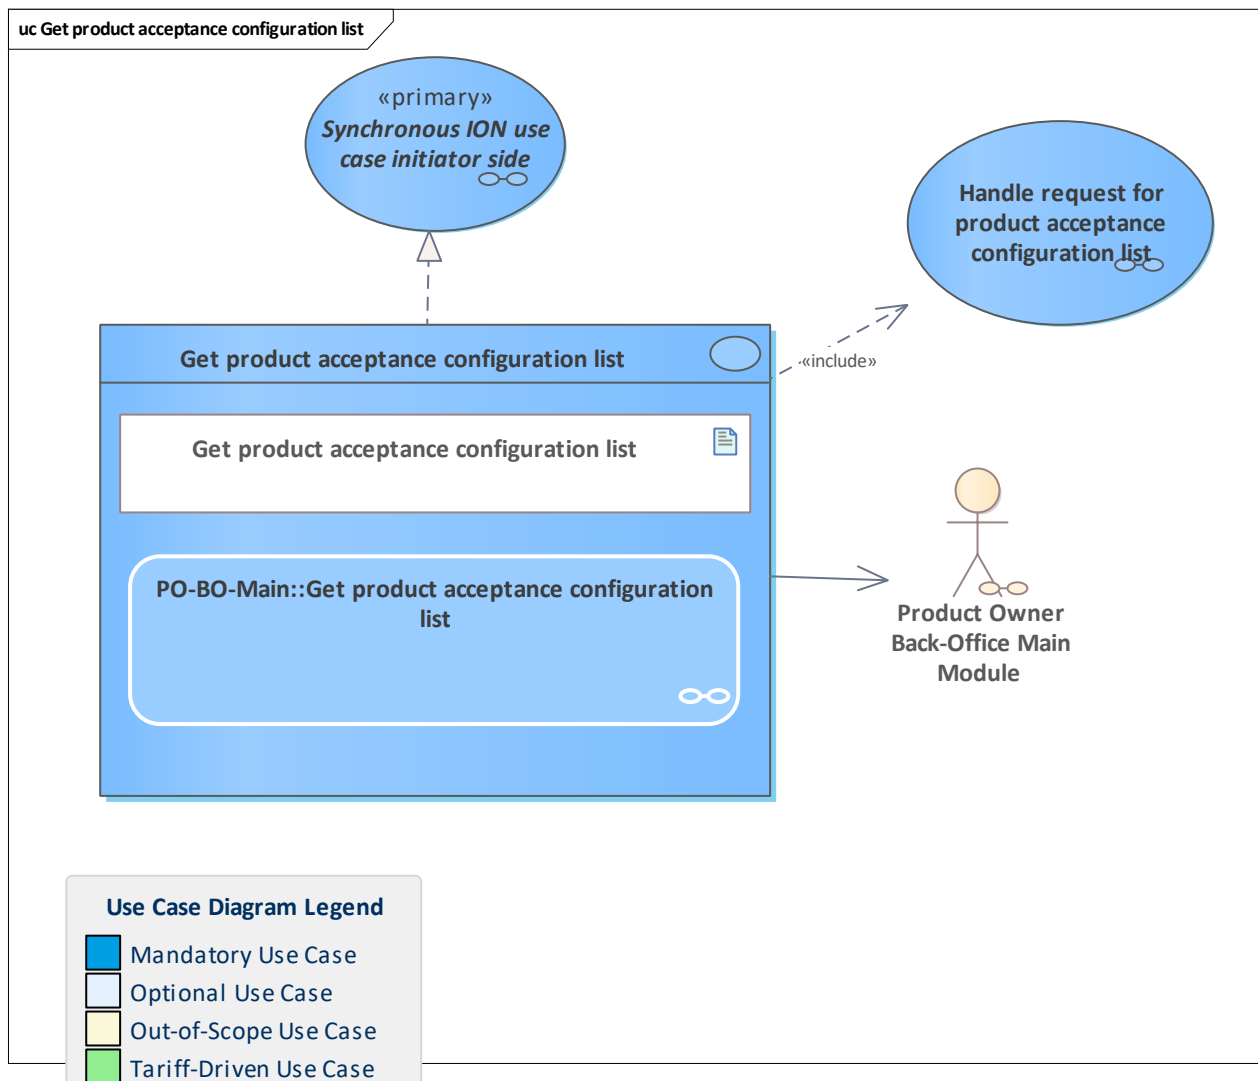 uc Get product acceptance configuration list
«primary»
Synchronous ION use
case initiator side
Handle request for
product acceptance
configuration list
Get product acceptance configuration list
«include»
Get product acceptance configuration list
PO-BO-Main::Get product acceptance configuration
list
Product Owner
Back-Office Main
Module
Use Case Diagram Legend
Mandatory Use Case
Optional Use Case
Out-of-Scope Use Case
Tariff-Driven Use Case